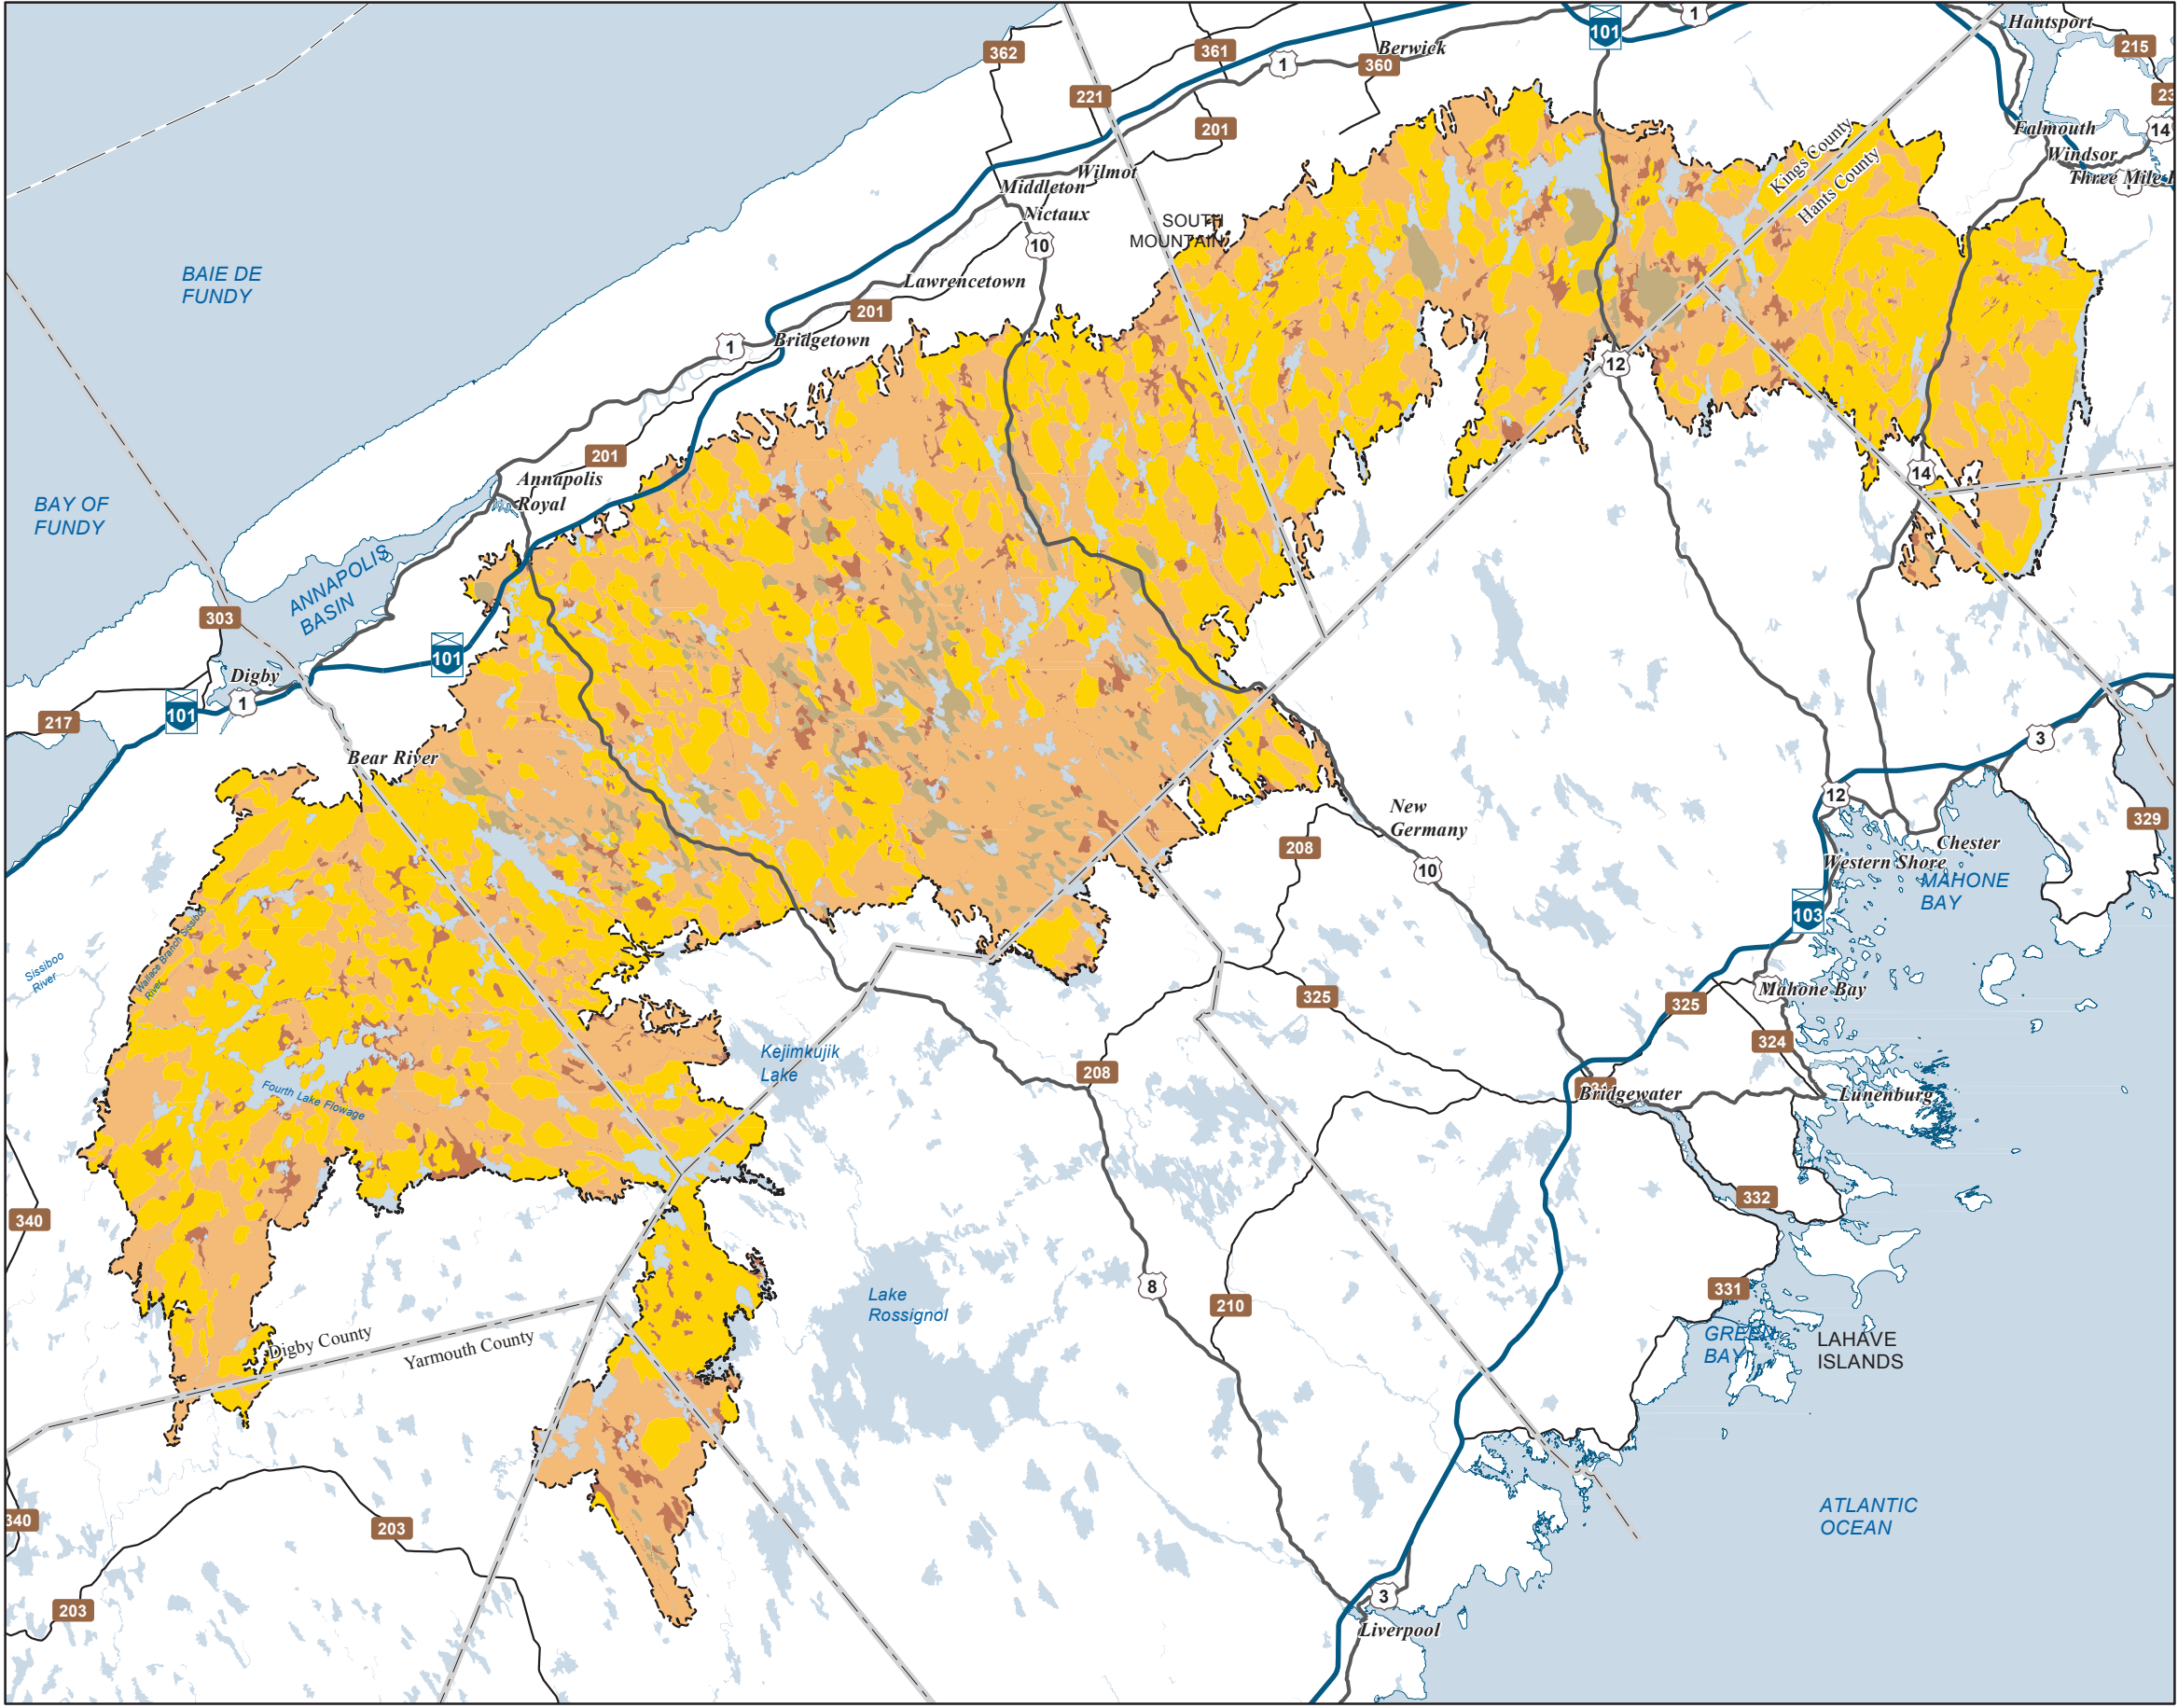 Hantsport
1
101
215
362
361
1
Berwick
360
221
201
23
Falmouth
14
Windsor
Three Mile
Kings County
Hants County
Wilmot
Middleton
Nictaux
SOUTH
MOUNTAIN
10
BAIE DE
FUNDY
Lawrencetown
201
1
Bridgetown
12
201
14
Annapolis
Royal
BAY OF
FUNDY
ANNAPOLIS
BASIN
303
101
Digby
1
101
217
3
Bear River
12
329
New
Germany
208
Chester
Western Shore
MAHONE
BAY
10
103
Sissiboo
River
Wallace Branch Sissiboo
River
325
325
Mahone Bay
Kejimkujik
Lake
324
208
Fourth Lake Flowage
Bridgewater
Lunenburg
332
340
8
Lake
Rossignol
210
331
GREEN
BAY
LAHAVE
ISLANDS
Digby County
Yarmouth County
ATLANTIC
OCEAN
340
203
203
3
Liverpool